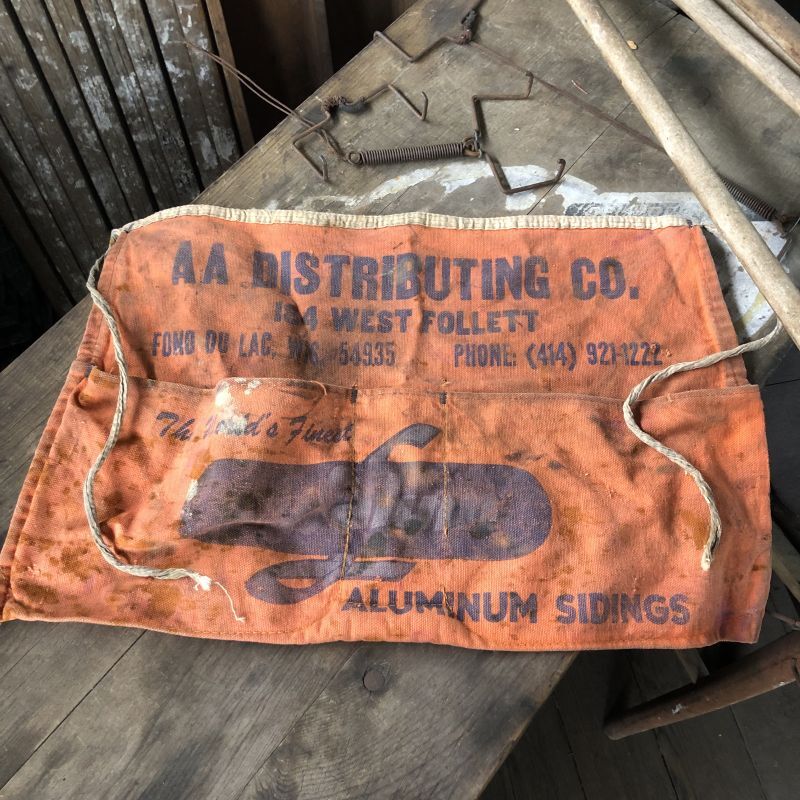 AA DISTRIBUTING CO.
184 WEST FOLLETT
FOND DU LAC, WIS. 54935 PHONE: (414) 921-1222
The World's Finest
ALUMINUM SIDINGS